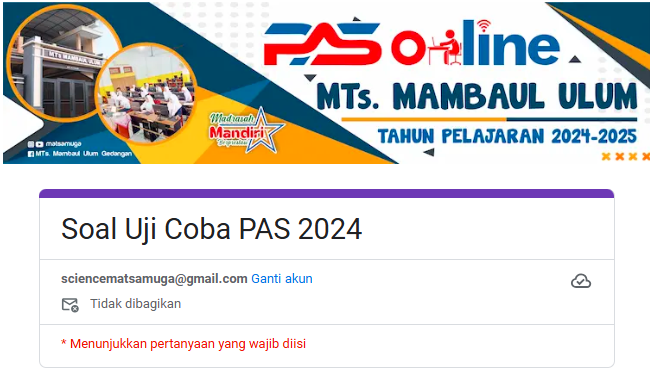 MTS MAMBAUL ULUM
PAS Online
MTs. MAMBAUL ULUM
TAHUN PELAJARAN 2024-2025
Madrasah
Mandiri
Berprestasi
matsamuga
MTs. Mambaul Ulum Gedangan
Soal Uji Coba PAS 2024
sciencematsamuga@gmail.com Ganti akun
Tidak dibagikan
* Menunjukkan pertanyaan yang wajib diisi